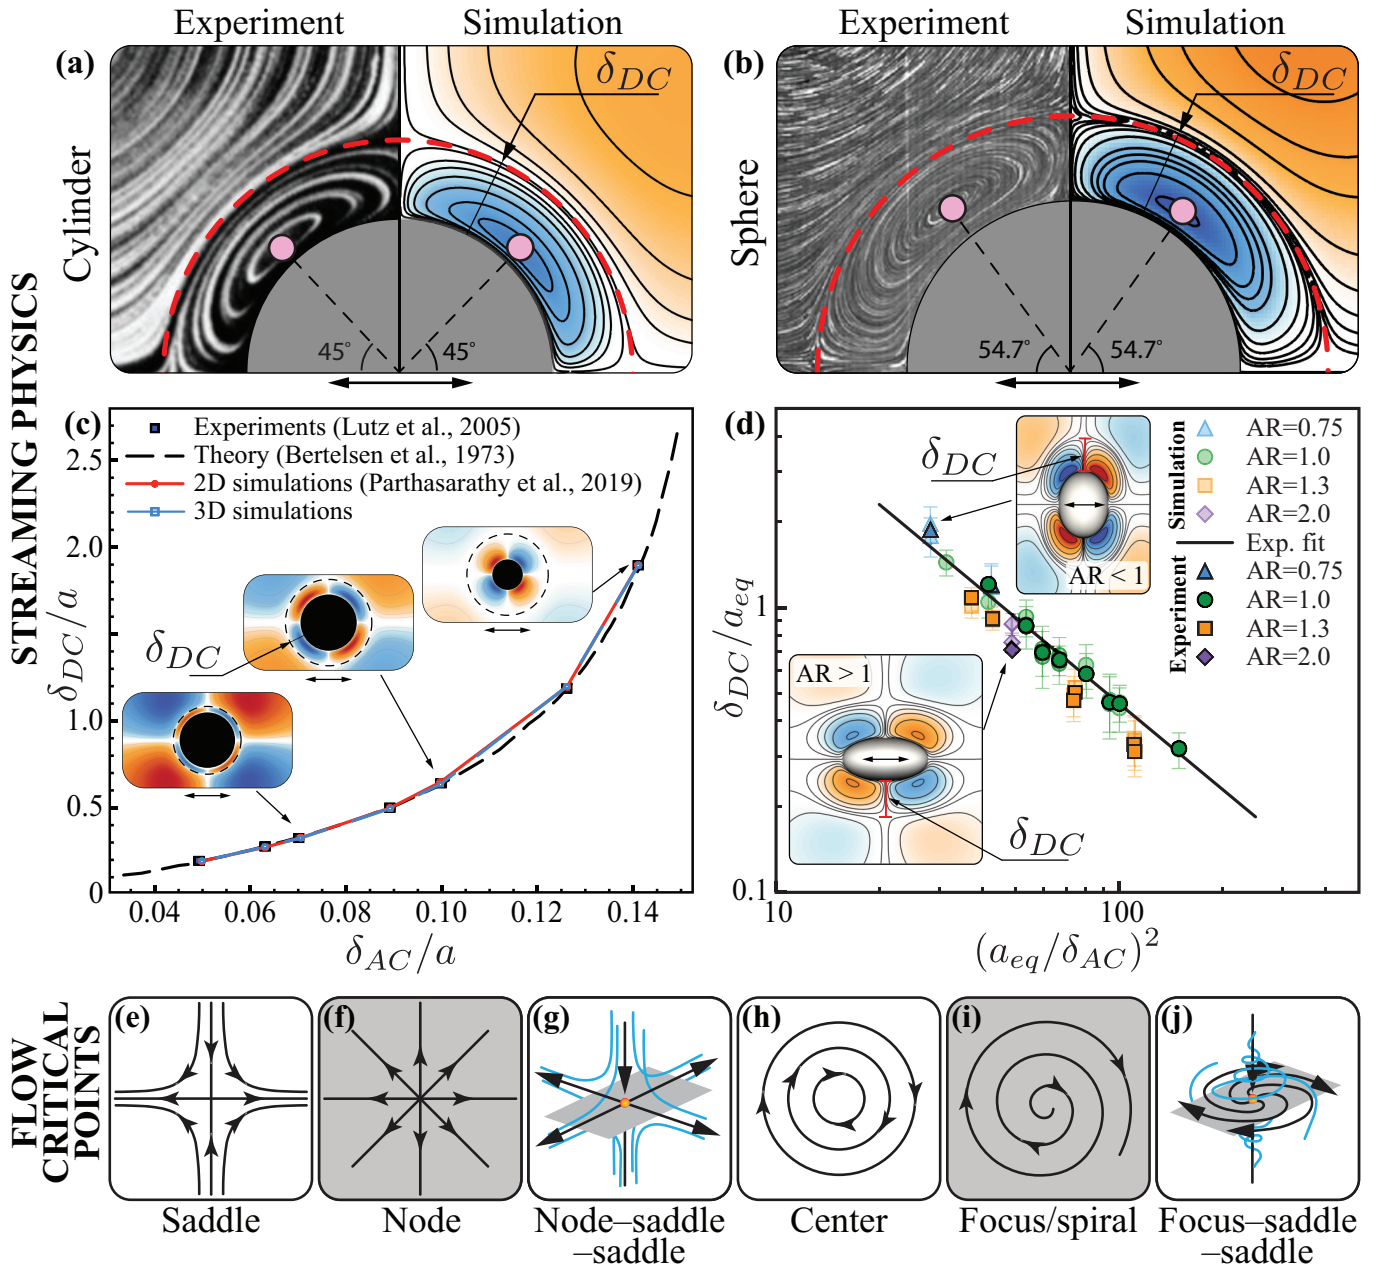 Experiment
Simulation
Experiment
Simulation
(a)
δ_DC
45°
45°
Cylinder
(b)
δ_DC
54.7°
54.7°
Sphere
STREAMING PHYSICS
(c)
Experiments (Lutz et al., 2005)
Theory (Bertelsen et al., 1973)
2D simulations (Parthasarathy et al., 2019)
3D simulations
δ_DC
2.5
2.0
1.0
0.5
0
δ_DC/a
0.04
0.06
0.08
0.10
0.12
0.14
δ_AC/a
(d)
δ_DC
AR < 1
AR > 1
δ_DC
Simulation
AR=0.75
AR=1.0
AR=1.3
AR=2.0
Exp. fit
Experiment
AR=0.75
AR=1.0
AR=1.3
AR=2.0
1
0.1
δ_DC/a_eq
10
100
(a_eq/δ_AC)²
FLOW
CRITICAL
POINTS
(e)
Saddle
(f)
Node
(g)
Node–saddle
–saddle
(h)
Center
(i)
Focus/spiral
(j)
Focus–saddle
–saddle